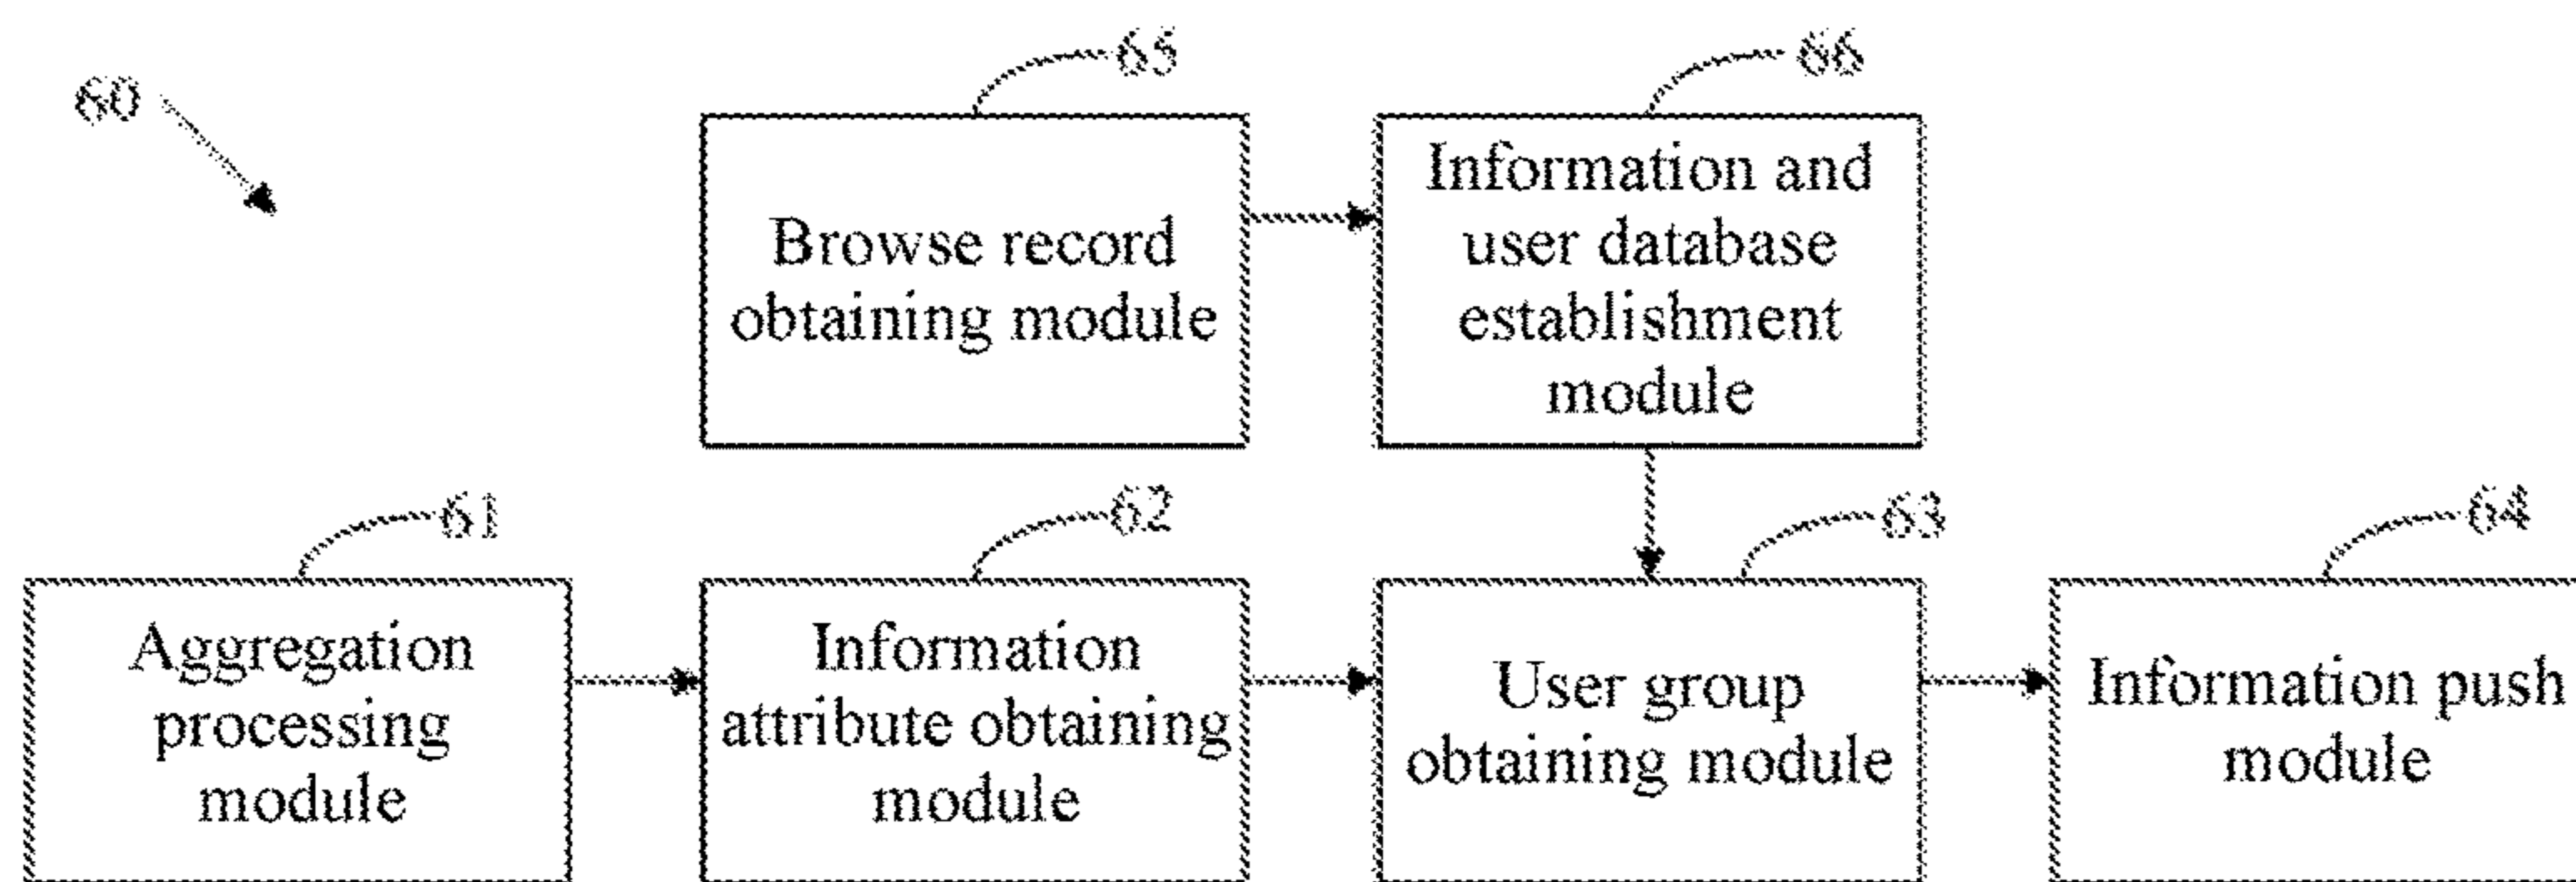 60
65
66
Browse record
obtaining module
Information and
user database
establishment
module
61
62
63
64
Aggregation
processing
module
Information
attribute obtaining
module
User group
obtaining module
Information push
module